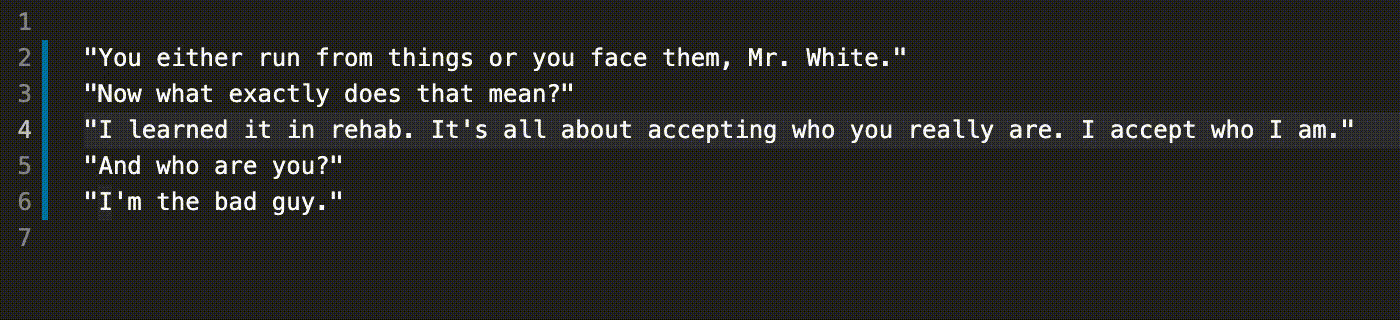 1
2 "You either run from things or you face them, Mr. White."
3 "Now what exactly does that mean?"
4 "I learned it in rehab. It's all about accepting who you really are. I accept who I am."
5 "And who are you?"
6 "I'm the bad guy."
7